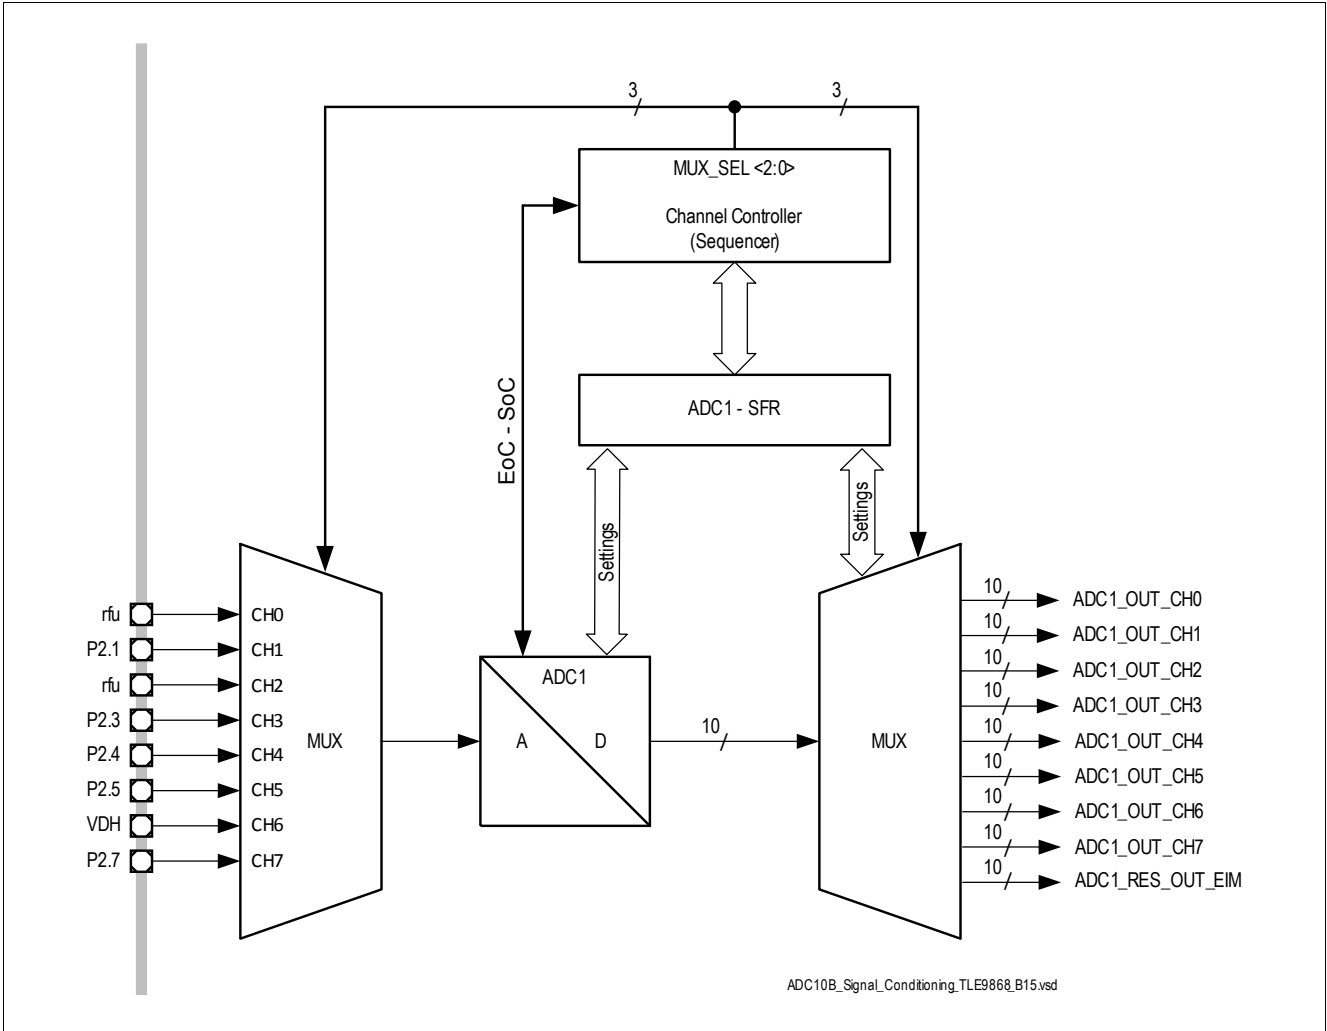 3
3
MUX_SEL <2:0>
Channel Controller
(Sequencer)
EoC - SoC
ADC1 - SFR
Settings
Settings
rfu
P2.1
rfu
P2.3
P2.4
P2.5
VDH
P2.7
CH0
CH1
CH2
CH3
CH4
CH5
CH6
CH7
MUX
ADC1
A
D
10
MUX
10
ADC1_OUT_CH0
10
ADC1_OUT_CH1
10
ADC1_OUT_CH2
10
ADC1_OUT_CH3
10
ADC1_OUT_CH4
10
ADC1_OUT_CH5
10
ADC1_OUT_CH6
10
ADC1_OUT_CH7
10
ADC1_RES_OUT_EIM
ADC10B_Signal_Conditioning_TLE9868_B15.vsd